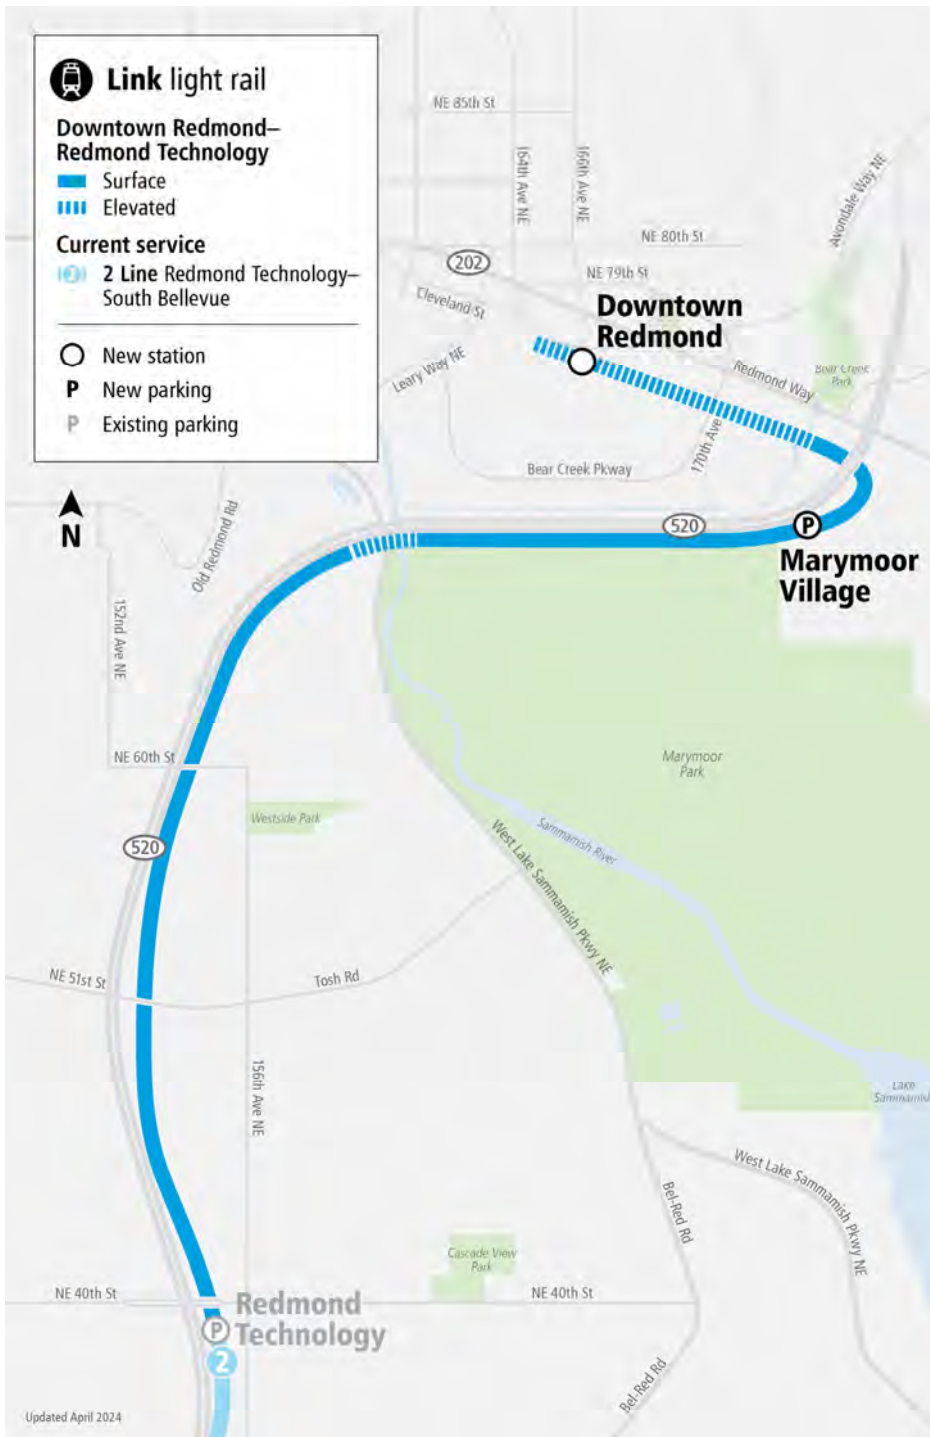 Link light rail
Downtown Redmond–
Redmond Technology
Surface
Elevated
Current service
2
2 Line Redmond Technology–
South Bellevue
New station
P
New parking
P
Existing parking
N
NE 85th St
164th Ave NE
166th Ave NE
Avondale Way NE
NE 80th St
202
NE 79th St
Cleveland St
Downtown
Redmond
Leary Way NE
Redmond Way
Bear Creek
Park
170th Ave
Bear Creek Pkwy
520
P
Marymoor
Village
Old Redmond Rd
152nd Ave NE
NE 60th St
Marymoor
Park
Westside Park
520
Sammamish River
West Lake Sammamish Pkwy NE
NE 51st St
Tosh Rd
156th Ave NE
Lake
Sammamish
West Lake Sammamish Pkwy NE
Bel-Red Rd
Cascade View
Park
NE 40th St
NE 40th St
Redmond
Technology
P
2
Bel-Red Rd
Updated April 2024